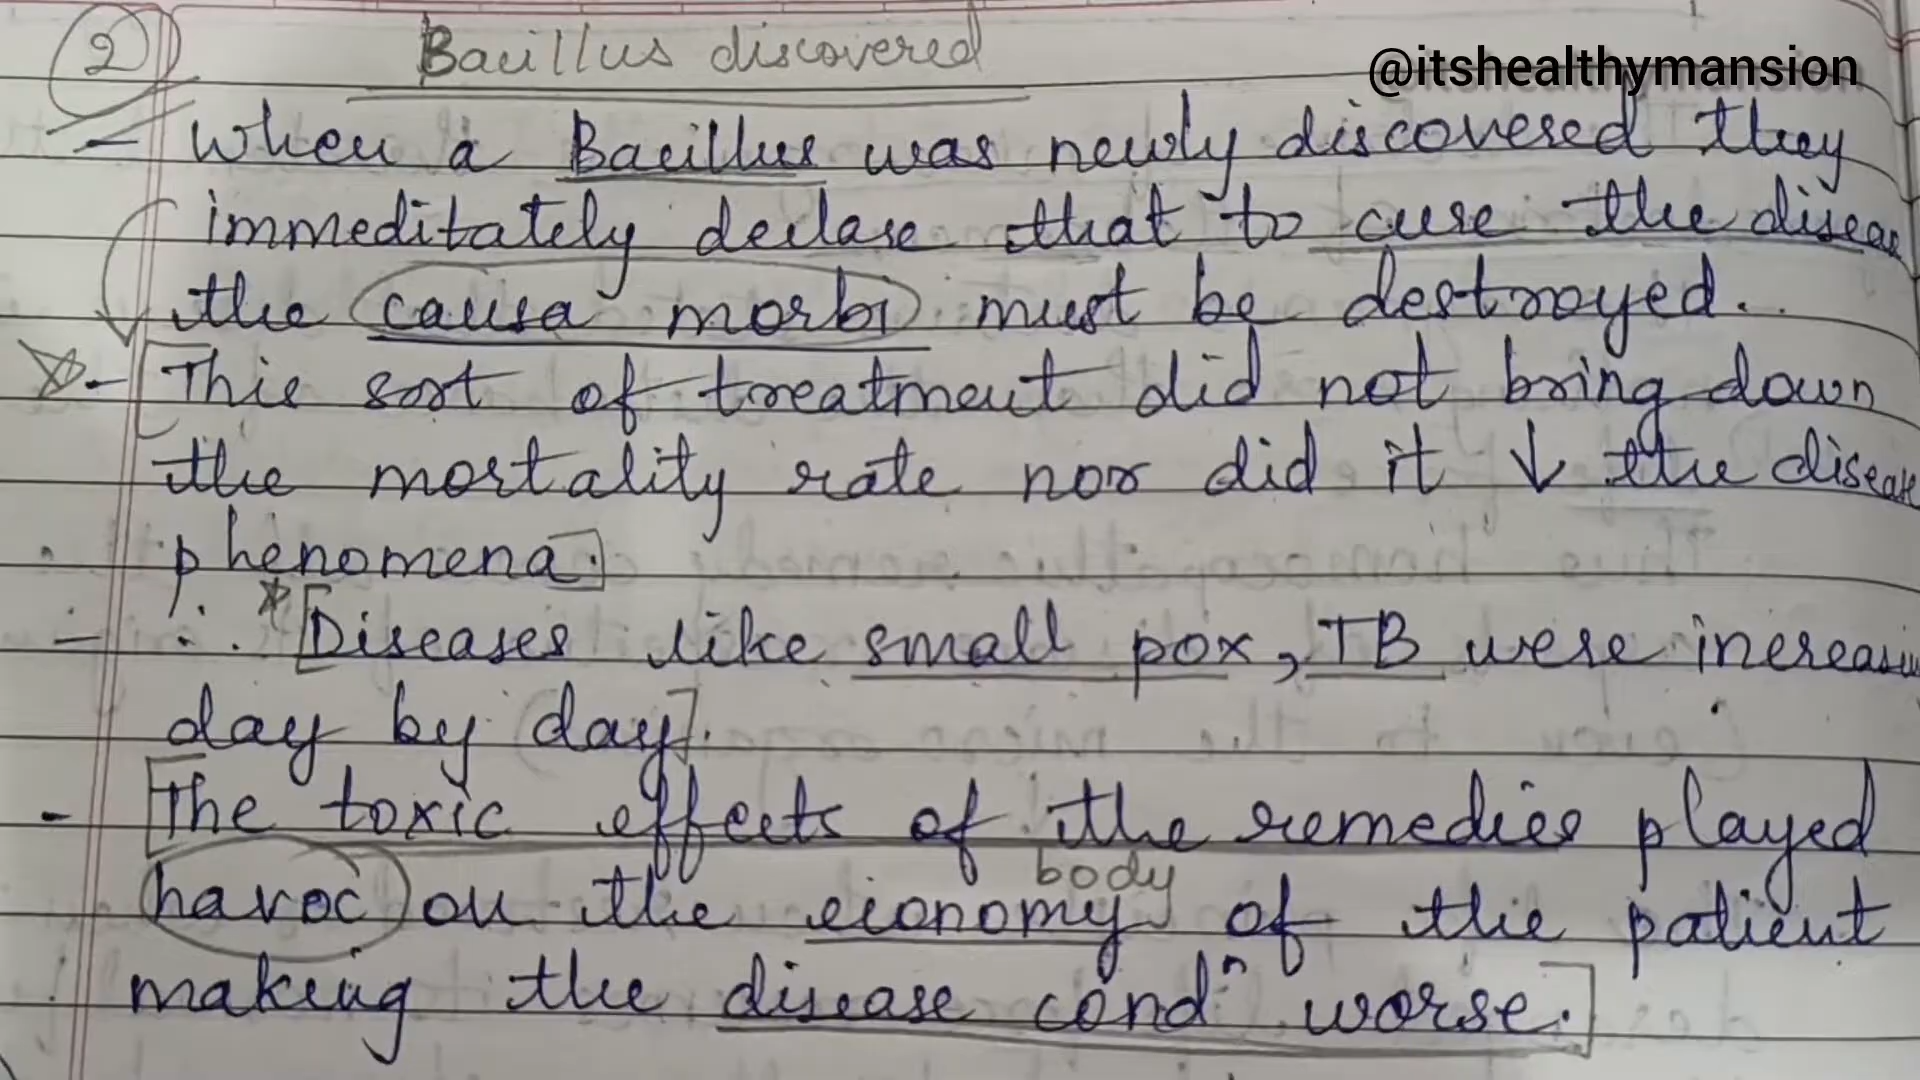 2 Bacillus discovered
@itshealthymansion
- When a Bacillus was newly discovered they
immeditately declare that to cure the disease
the causa morbi must be destroyed.
- This sort of treatment did not bring down
the mortality rate nor did it ↓ the disease
phenomena.
- ∴ Diseases like small pox, TB were increasing
day by day.
- The toxic effects of the remedies played
body
havoc on the economy of the patient
making the disease condⁿ worse.